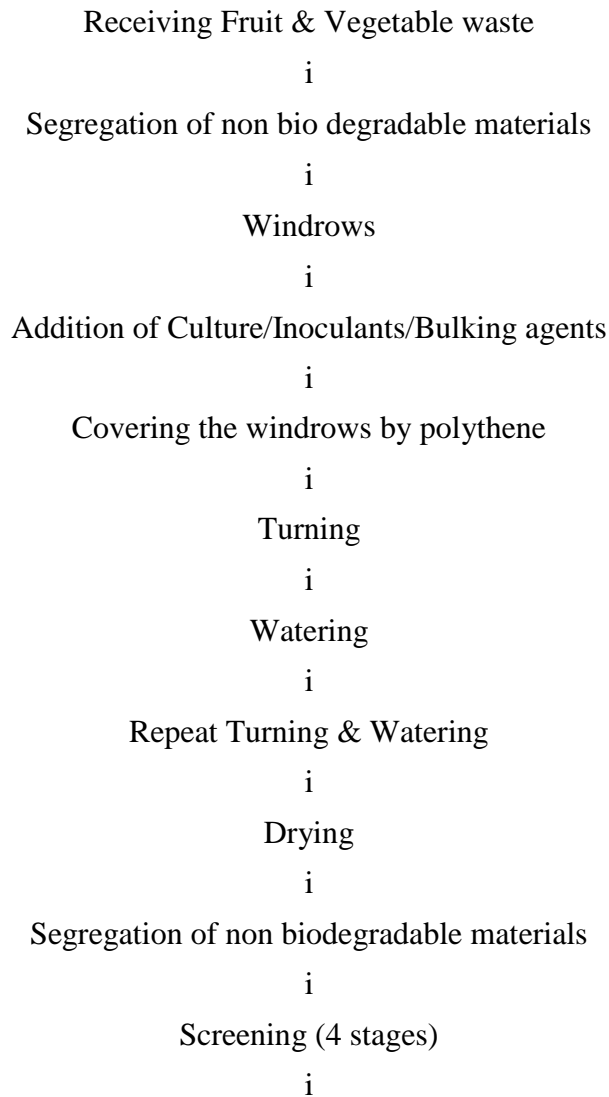 Receiving Fruit & Vegetable waste
i
Segregation of non bio degradable materials
i
Windrows
i
Addition of Culture/Inoculants/Bulking agents
i
Covering the windrows by polythene
i
Turning
i
Watering
i
Repeat Turning & Watering
i
Drying
i
Segregation of non biodegradable materials
i
Screening (4 stages)
i